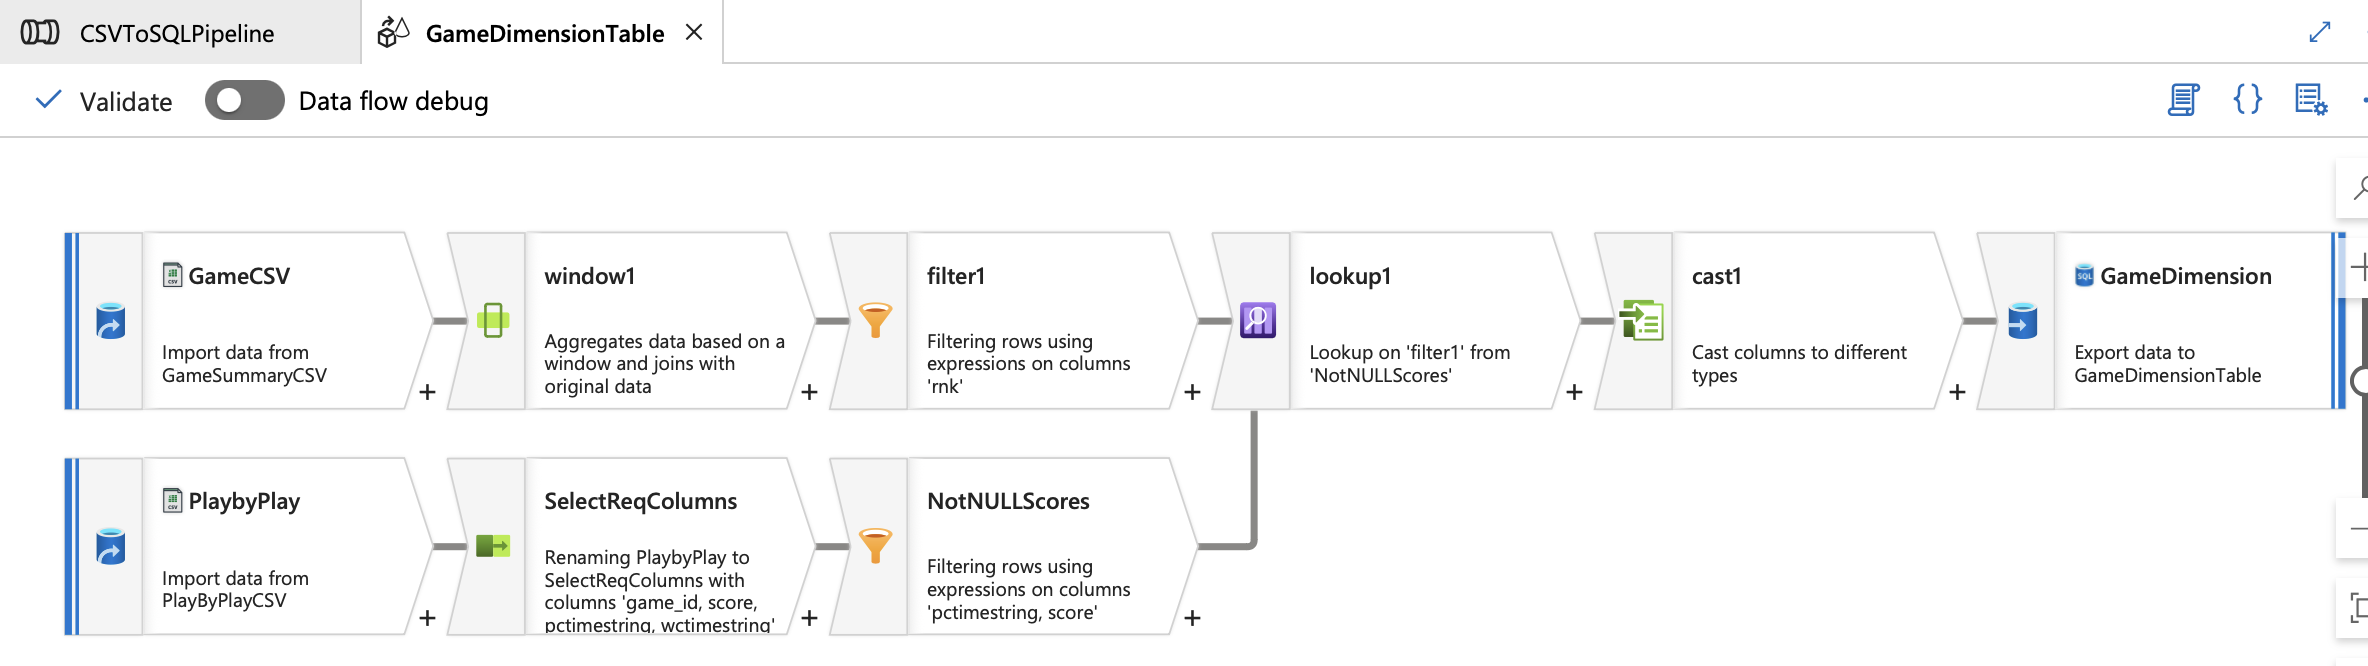 CSVToSQLPipeline
GameDimensionTable
Validate
Data flow debug
GameCSV
Import data from
GameSummaryCSV
+
window1
Aggregates data based on a
window and joins with
original data
+
filter1
Filtering rows using
expressions on columns
'rnk'
+
lookup1
Lookup on 'filter1' from
'NotNULLScores'
+
cast1
Cast columns to different
types
+
SQL
GameDimension
Export data to
GameDimensionTable
PlaybyPlay
Import data from
PlayByPlayCSV
+
SelectReqColumns
Renaming PlaybyPlay to
SelectReqColumns with
columns 'game_id, score,
pctimestring, wctimestring'
+
NotNULLScores
Filtering rows using
expressions on columns
'pctimestring, score'
+